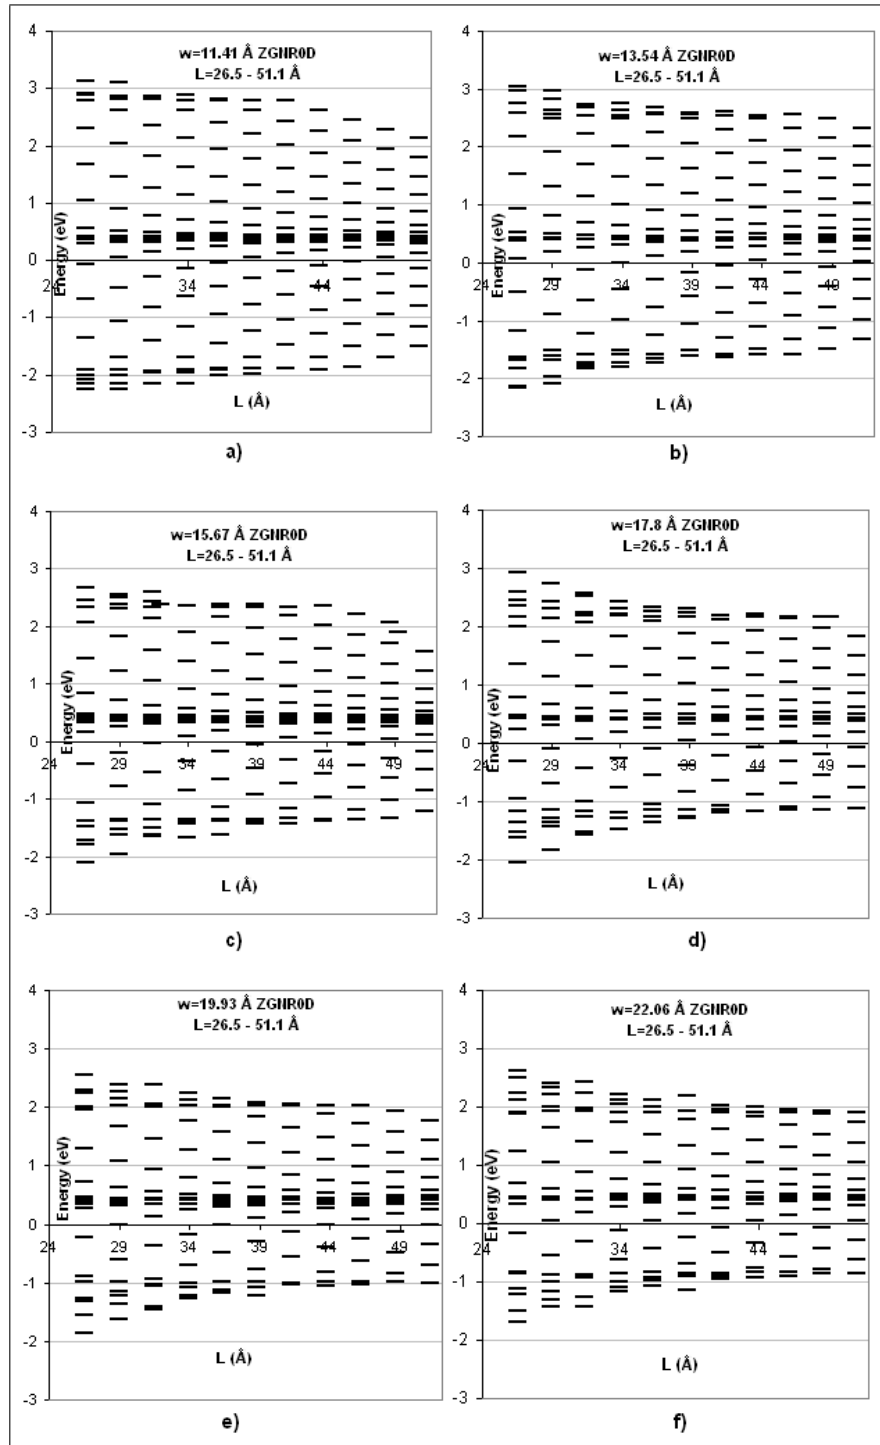 4
3
2
1
0
-1
-2
-3
Energy (eV)
w=11.41 Å ZGNR0D
L=26.5 - 51.1 Å
24
34
44
L (Å)
a)
4
3
2
1
0
-1
-2
-3
Energy (eV)
w=13.54 Å ZGNR0D
L=26.5 - 51.1 Å
24
29
34
39
44
49
L (Å)
b)
4
3
2
1
0
-1
-2
-3
Energy (eV)
w=15.67 Å ZGNR0D
L=26.5 - 51.1 Å
24
29
34
39
44
49
L (Å)
c)
4
3
2
1
0
-1
-2
-3
Energy (eV)
w=17.8 Å ZGNR0D
L=26.5 - 51.1 Å
24
29
34
39
44
49
L (Å)
d)
4
3
2
1
0
-1
-2
-3
Energy (eV)
w=19.93 Å ZGNR0D
L=26.5 - 51.1 Å
24
29
34
39
44
49
L (Å)
e)
4
3
2
1
0
-1
-2
-3
Energy (eV)
w=22.06 Å ZGNR0D
L=26.5 - 51.1 Å
24
34
44
L (Å)
f)